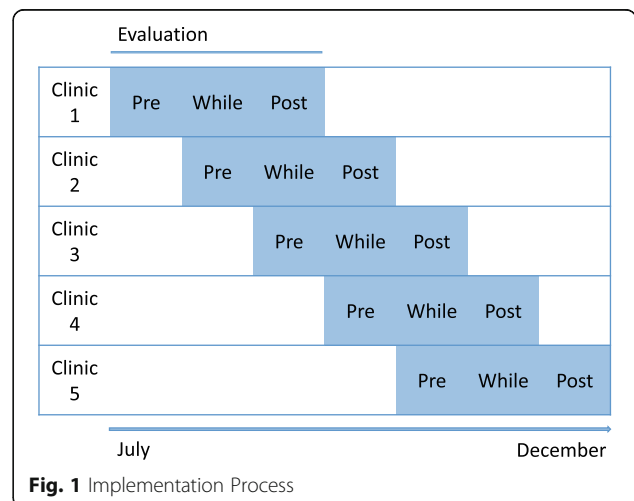 Evaluation
Clinic
1
Pre While Post
Clinic
2
Pre While Post
Clinic
3
Pre While Post
Clinic
4
Pre While Post
Clinic
5
Pre While Post
July December
Fig. 1 Implementation Process